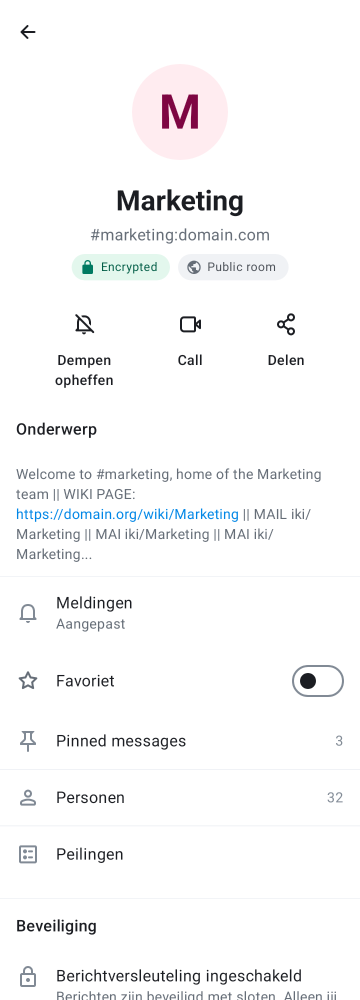 M
Marketing
#marketing:domain.com
Encrypted
Public room
Dempen
opheffen
Call
Delen
Onderwerp
Welcome to #marketing, home of the Marketing
team || WIKI PAGE:
https://domain.org/wiki/Marketing || MAIL iki/
Marketing || MAI iki/Marketing || MAI iki/
Marketing...
Meldingen
Aangepast
Favoriet
Pinned messages
3
Personen
32
Peilingen
Beveiliging
Berichtversleuteling ingeschakeld
Berichten zijn beveiligd met sloten. Alleen jij